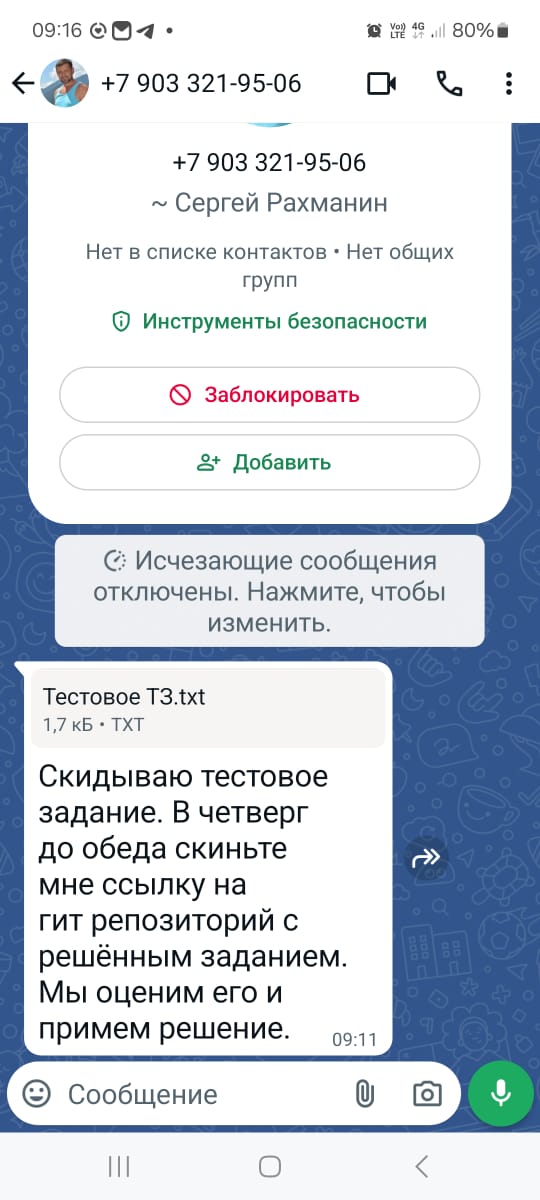 09:16
Vo)) LTE 4G 80%
+7 903 321-95-06
+7 903 321-95-06
~ Сергей Рахманин
Нет в списке контактов • Нет общих
групп
Инструменты безопасности
Заблокировать
Добавить
Исчезающие сообщения
отключены. Нажмите, чтобы
изменить.
Тестовое ТЗ.txt
1,7 кБ • TXT
Скидываю тестовое
задание. В четверг
до обеда скиньте
мне ссылку на
гит репозиторий с
решённым заданием.
Мы оценим его и
примем решение.
09:11
Сообщение